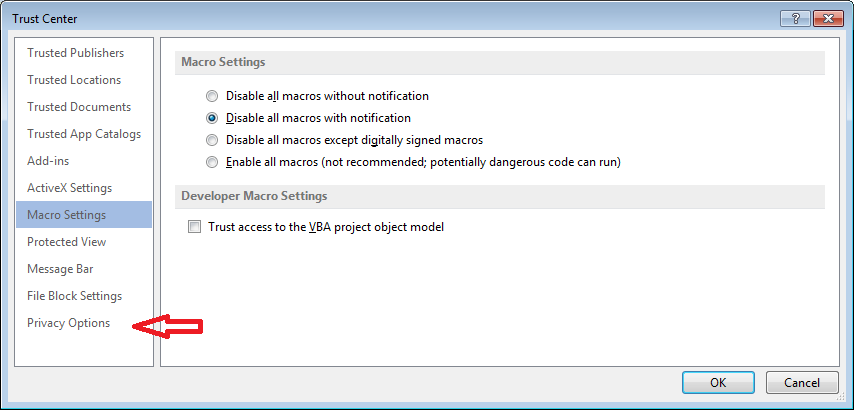 Trust Center
Trusted Publishers
Trusted Locations
Trusted Documents
Trusted App Catalogs
Add-ins
ActiveX Settings
Macro Settings
Protected View
Message Bar
File Block Settings
Privacy Options
Macro Settings
Disable all macros without notification
Disable all macros with notification
Disable all macros except digitally signed macros
Enable all macros (not recommended; potentially dangerous code can run)
Developer Macro Settings
Trust access to the VBA project object model
OK
Cancel